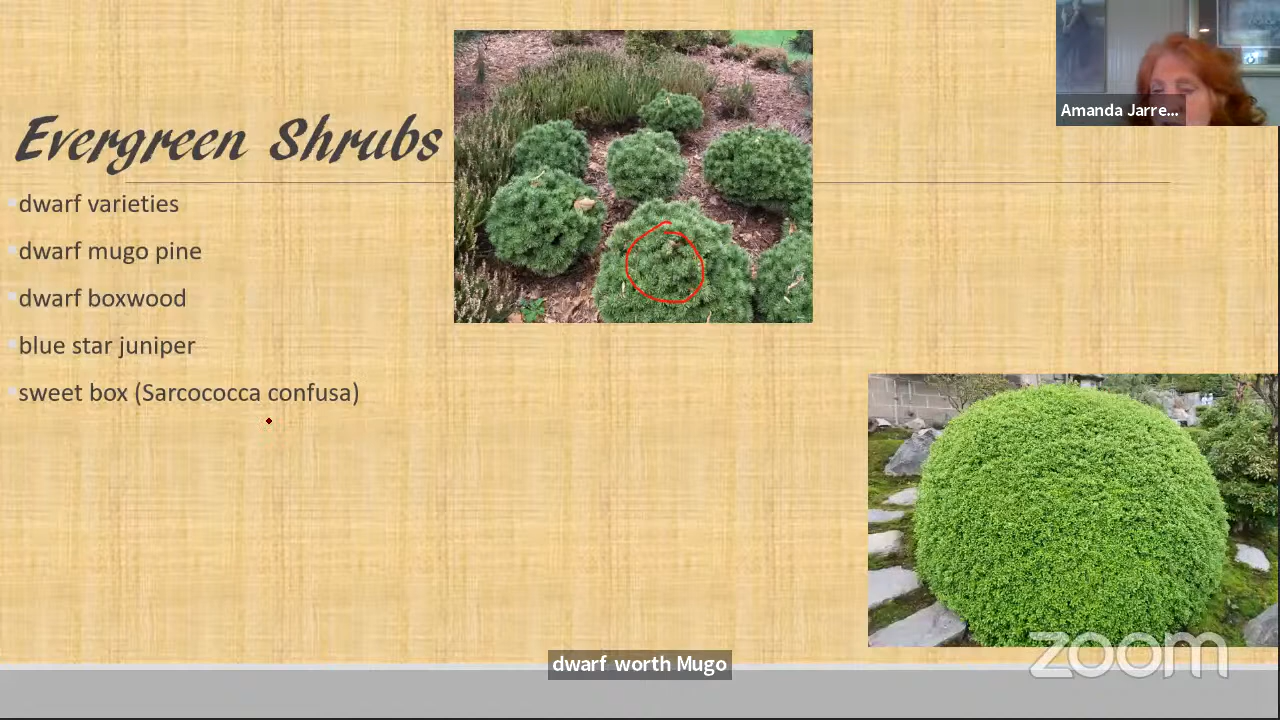 Amanda Jarre...
Evergreen Shrubs
dwarf varieties
dwarf mugo pine
dwarf boxwood
blue star juniper
sweet box (Sarcococca confusa)
zoom
dwarf worth Mugo